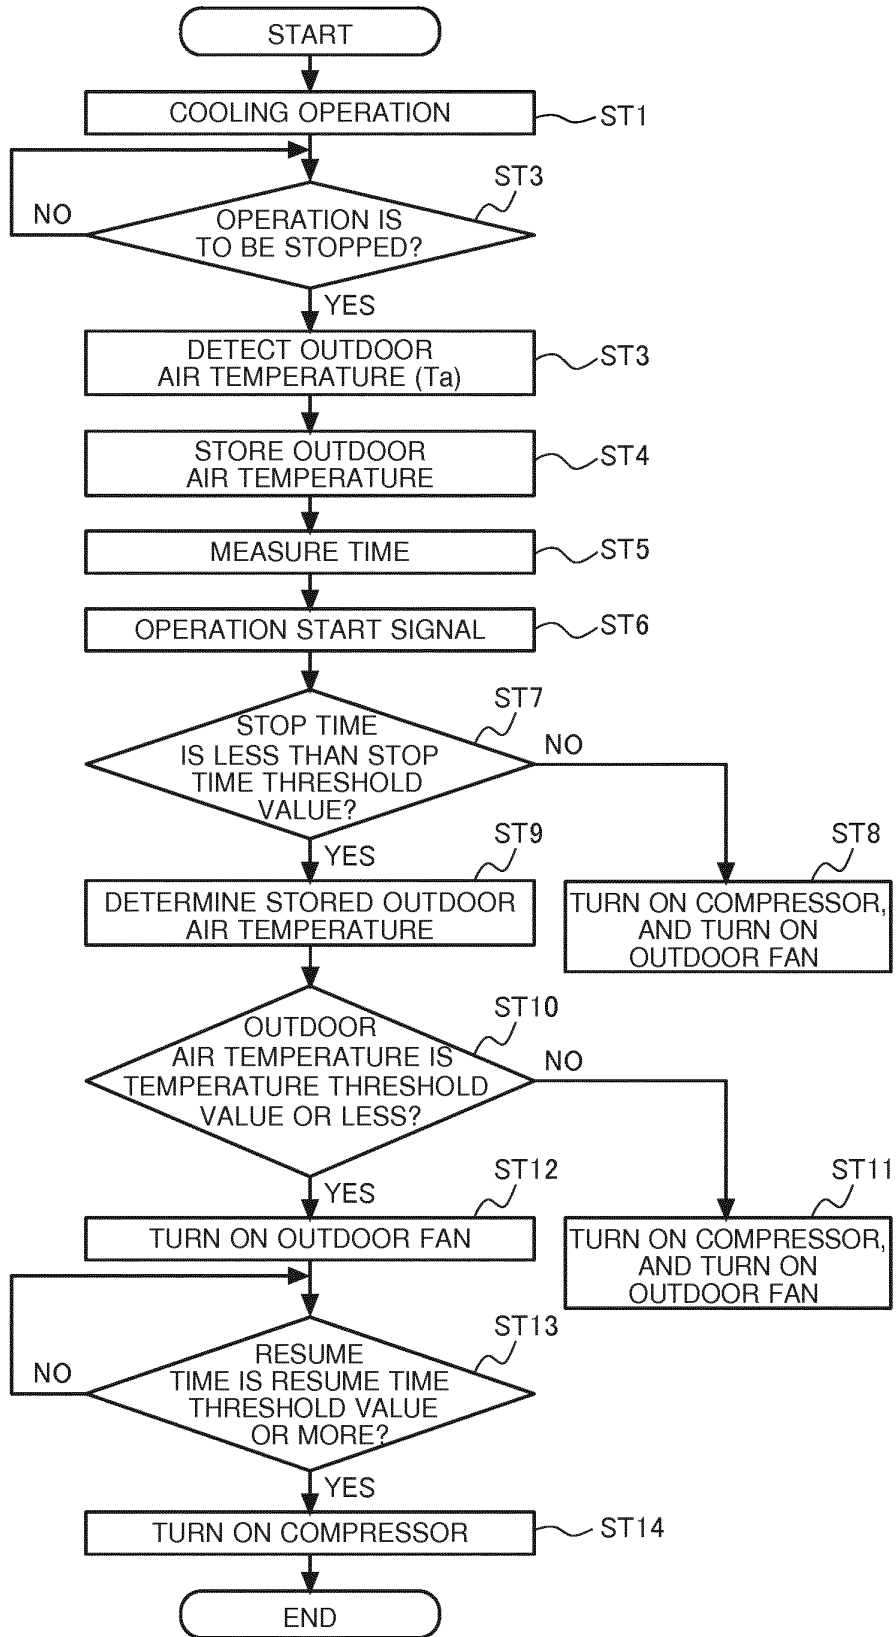 START
COOLING OPERATION
ST1
ST3
NO
OPERATION IS
TO BE STOPPED?
YES
DETECT OUTDOOR
AIR TEMPERATURE (Ta)
ST3
STORE OUTDOOR
AIR TEMPERATURE
ST4
MEASURE TIME
ST5
OPERATION START SIGNAL
ST6
ST7
STOP TIME
IS LESS THAN STOP
TIME THRESHOLD
VALUE?
NO
YES
ST9
ST8
DETERMINE STORED OUTDOOR
AIR TEMPERATURE
TURN ON COMPRESSOR,
AND TURN ON
OUTDOOR FAN
ST10
OUTDOOR
AIR TEMPERATURE IS
TEMPERATURE THRESHOLD
VALUE OR LESS?
NO
YES
ST12
ST11
TURN ON OUTDOOR FAN
TURN ON COMPRESSOR,
AND TURN ON
OUTDOOR FAN
ST13
NO
RESUME
TIME IS RESUME TIME
THRESHOLD VALUE
OR MORE?
YES
TURN ON COMPRESSOR
ST14
END